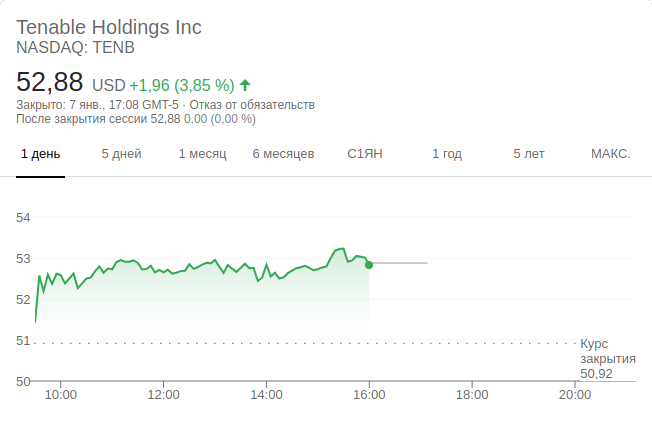 Tenable Holdings Inc
NASDAQ: TENB
52,88 USD +1,96 (3,85 %)
Закрыто: 7 янв., 17:08 GMT-5 · Отказ от обязательств
После закрытия сессии 52,88 0,00 (0,00 %)
1 день 5 дней 1 месяц 6 месяцев С1ЯН 1 год 5 лет МАКС.
54
53
52
51
Курс
закрытия
50,92
50
10:00 12:00 14:00 16:00 18:00 20:00